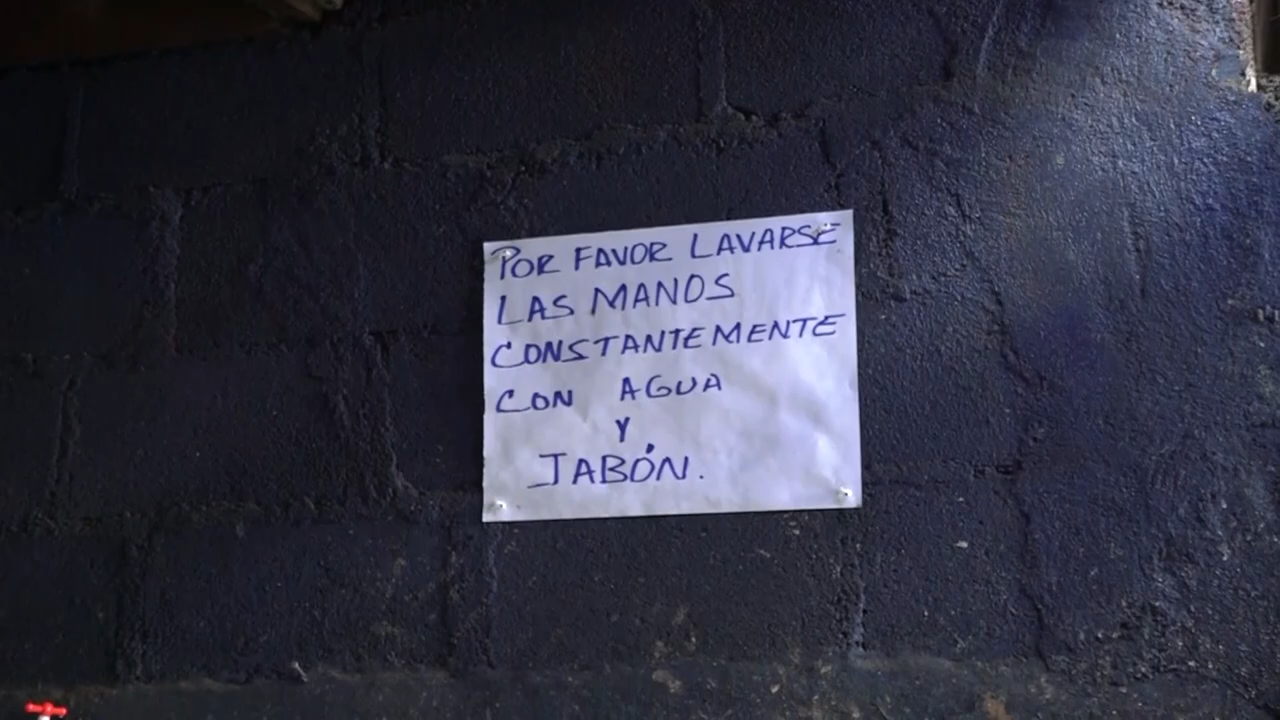 POR FAVOR LAVARSE
LAS MANOS
CONSTANTEMENTE
CON AGUA
Y
JABÓN.